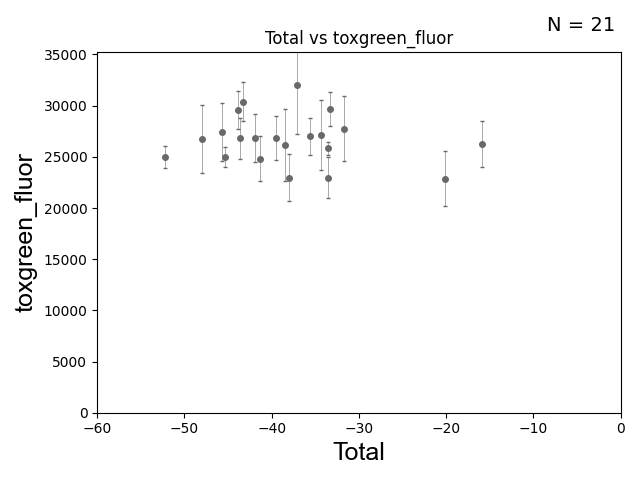 N = 21
Total vs toxgreen_fluor
35000
30000
25000
20000
15000
10000
5000
0
toxgreen_fluor
−60 −50 −40 −30 −20 −10 0
Total